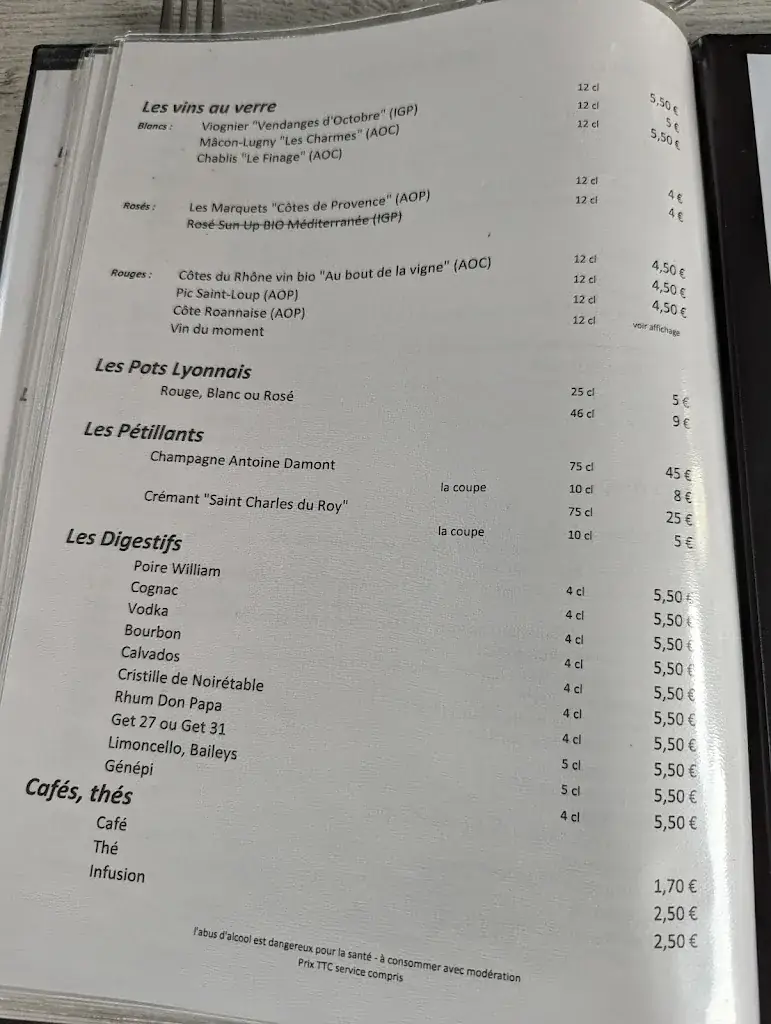 Les vins au verre
Blancs : Viognier "Vendanges d'Octobre" (IGP) 12 cl 5,50 €
Mâcon-Lugny "Les Charmes" (AOC) 12 cl 5 €
Chablis "Le Finage" (AOC) 12 cl 5,50 €
Rosés : Les Marquets "Côtes de Provence" (AOP) 12 cl 4 €
Rosé Sun Up BIO Méditerranée (IGP) 12 cl 4 €
Rouges : Côtes du Rhône vin bio "Au bout de la vigne" (AOC) 12 cl 4,50 €
Pic Saint-Loup (AOP) 12 cl 4,50 €
Côte Roannaise (AOP) 12 cl 4,50 €
Vin du moment 12 cl voir affichage
Les Pots Lyonnais
Rouge, Blanc ou Rosé 25 cl 5 €
46 cl 9 €
Les Pétillants
Champagne Antoine Damont 75 cl 45 €
la coupe 10 cl 8 €
Crémant "Saint Charles du Roy" 75 cl 25 €
la coupe 10 cl 5 €
Les Digestifs
Poire William 4 cl 5,50 €
Cognac 4 cl 5,50 €
Vodka 4 cl 5,50 €
Bourbon 4 cl 5,50 €
Calvados 4 cl 5,50 €
Cristille de Noirétable 4 cl 5,50 €
Rhum Don Papa 4 cl 5,50 €
Get 27 ou Get 31 5 cl 5,50 €
Limoncello, Baileys 5 cl 5,50 €
Génépi 4 cl 5,50 €
Cafés, thés
Café 1,70 €
Thé 2,50 €
Infusion 2,50 €
l'abus d'alcool est dangereux pour la santé - à consommer avec modération
Prix TTC service compris